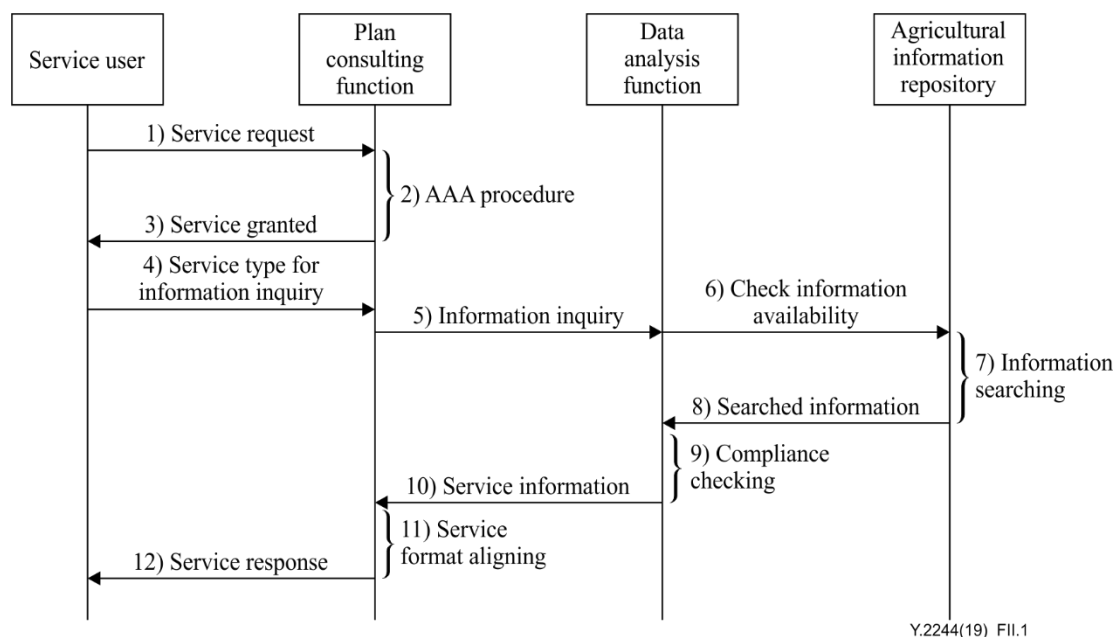 Service user
Plan
consulting
function
Data
analysis
function
Agricultural
information
repository
1) Service request
2) AAA procedure
3) Service granted
4) Service type for
information inquiry
5) Information inquiry
6) Check information
availability
7) Information
searching
8) Searched information
9) Compliance
checking
10) Service information
11) Service
format aligning
12) Service response
Y.2244(19)_FII.1